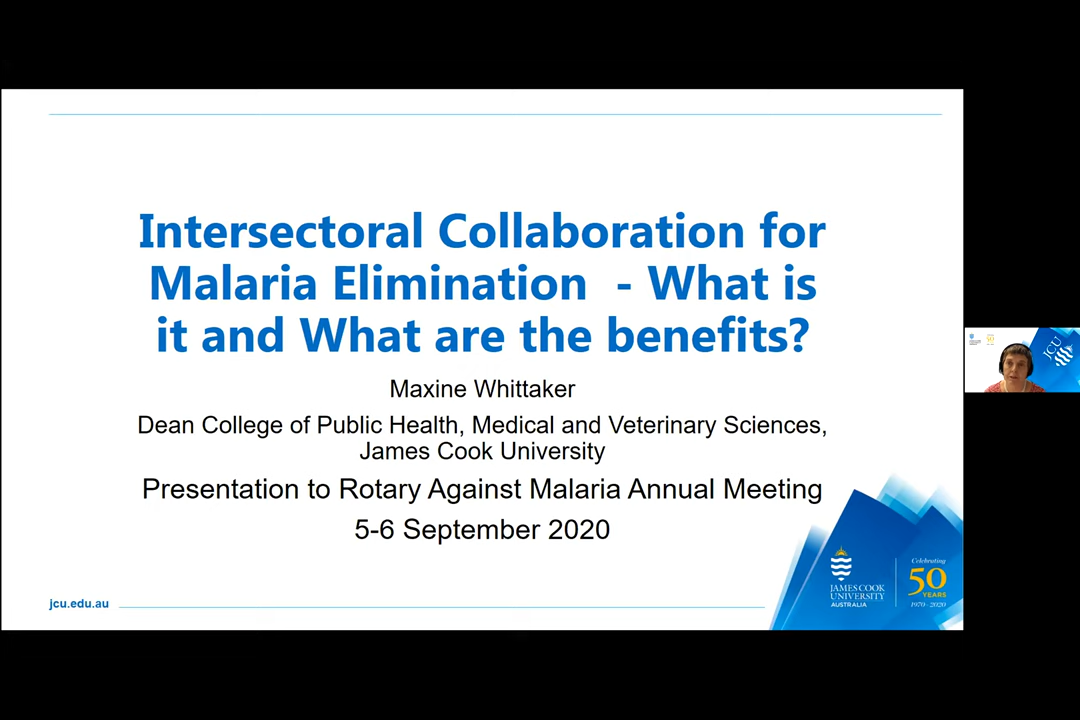 Intersectoral Collaboration for
Malaria Elimination - What is
it and What are the benefits?
Maxine Whittaker
Dean College of Public Health, Medical and Veterinary Sciences,
James Cook University
Presentation to Rotary Against Malaria Annual Meeting
5-6 September 2020
jcu.edu.au
JAMES COOK
UNIVERSITY
AUSTRALIA
Celebrating
50
YEARS
1970 - 2020
JCU